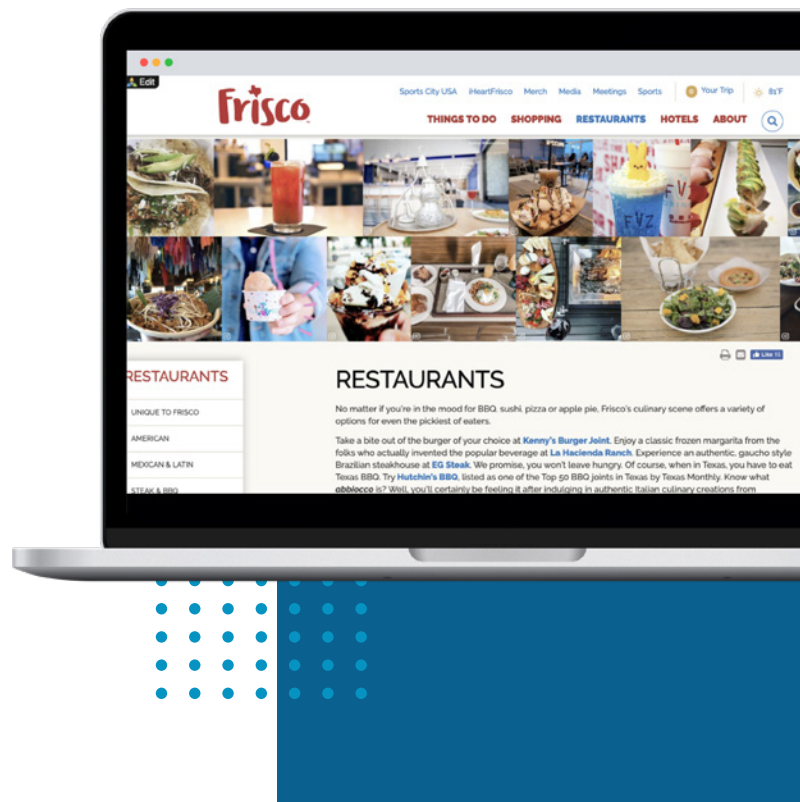 Edit
Frisco
Sports City USA iHeartFrisco Merch Media Meetings Sports Your Trip 81°F
THINGS TO DO SHOPPING RESTAURANTS HOTELS ABOUT
FVZ
FVZ
Like 15
RESTAURANTS
UNIQUE TO FRISCO
AMERICAN
MEXICAN & LATIN
STEAK & BBQ
RESTAURANTS
No matter if you're in the mood for BBQ, sushi, pizza or apple pie, Frisco's culinary scene offers a variety of
options for even the pickiest of eaters.
Take a bite out of the burger of your choice at Kenny's Burger Joint. Enjoy a classic frozen margarita from the
folks who actually invented the popular beverage at La Hacienda Ranch. Experience an authentic, gaucho style
Brazilian steakhouse at EG Steak. We promise, you won't leave hungry. Of course, when in Texas, you have to eat
Texas BBQ. Try Hutchin's BBQ, listed as one of the Top 50 BBQ joints in Texas by Texas Monthly. Know what
abbiocco is? Well, you'll certainly be feeling it after indulging in authentic Italian culinary creations from